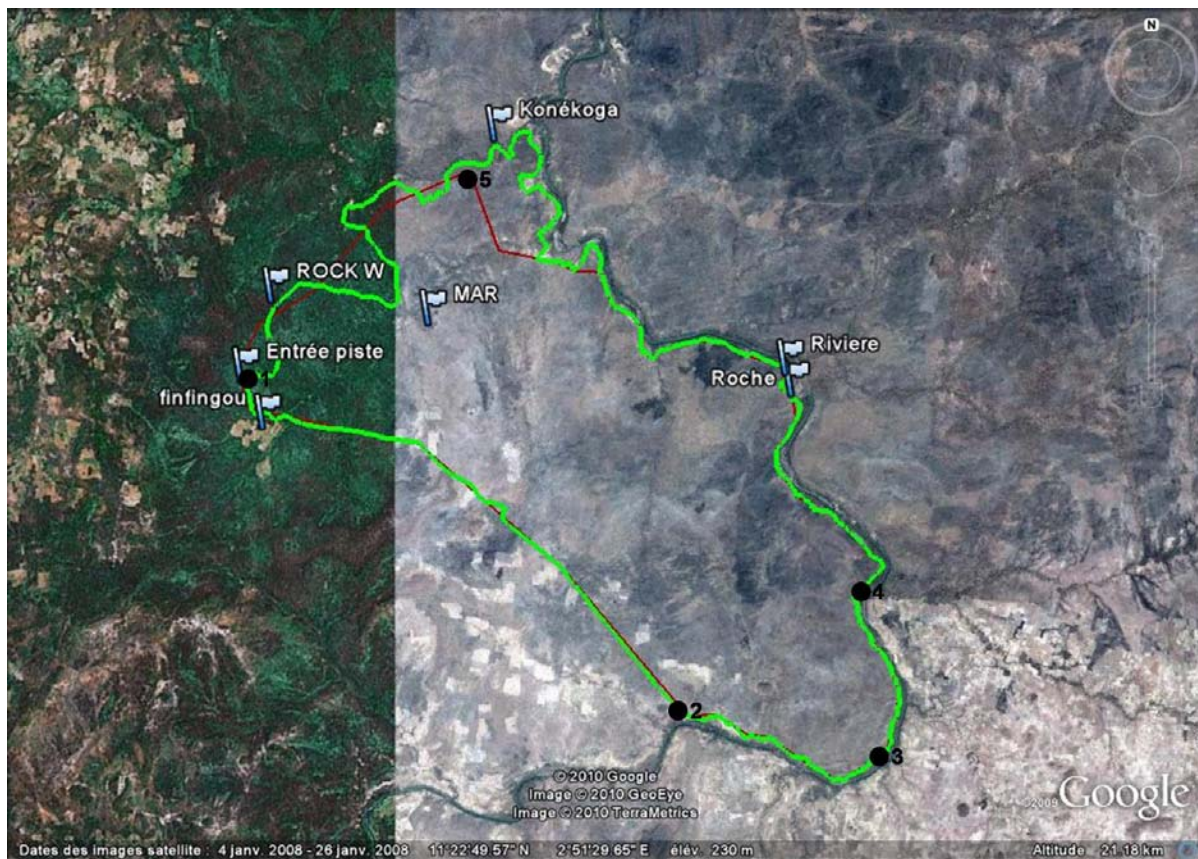 N
Konékoga
5
ROCK W
MAR
Entrée piste
1
finfingou
Riviere
Roche
4
2
3
© 2010 Google
Image © 2010 GeoEye
Image © 2010 TerraMetrics
©2009 Google
Dates des images satellite : 4 janv. 2008 - 26 janv. 2008 11°22'49.57" N 2°51'29.65" E élév. 230 m Altitude 21.18 km